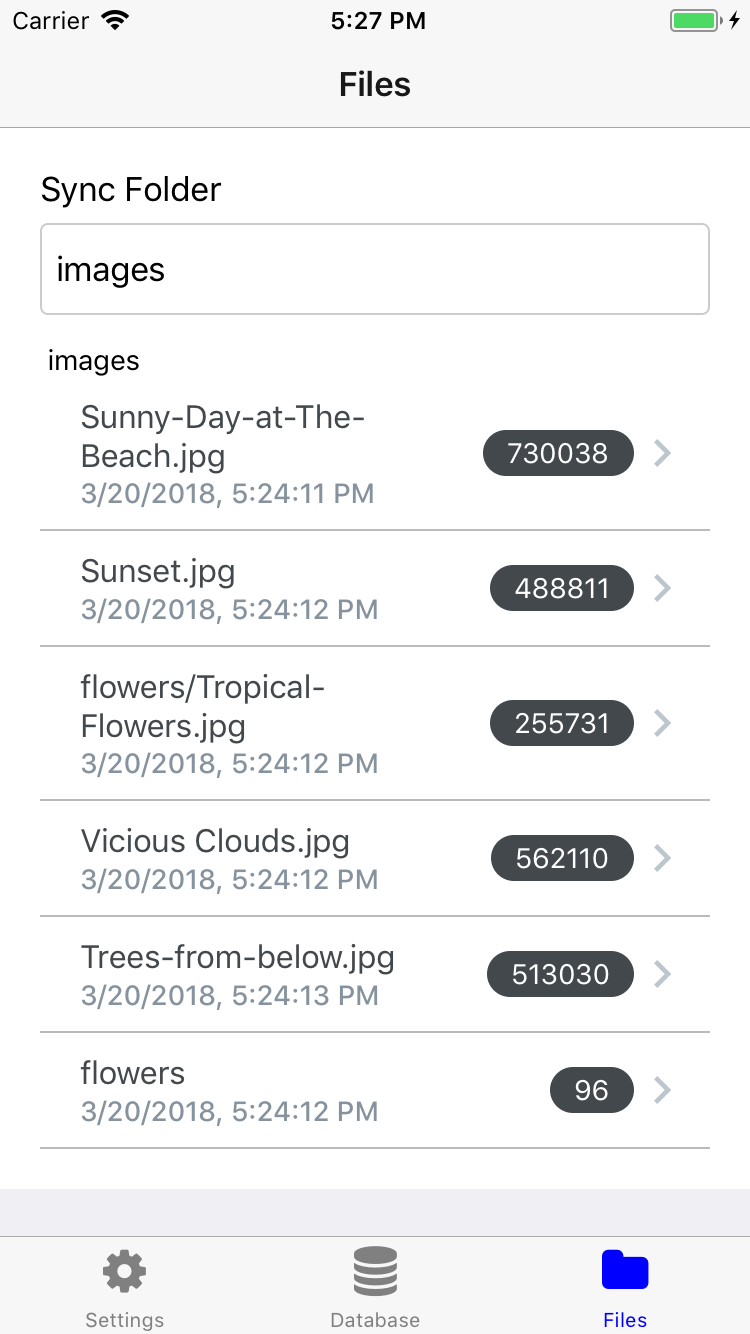 Carrier 5:27 PM
Files
Sync Folder
images
images
Sunny-Day-at-The-
Beach.jpg
3/20/2018, 5:24:11 PM
730038
Sunset.jpg
3/20/2018, 5:24:12 PM
488811
flowers/Tropical-
Flowers.jpg
3/20/2018, 5:24:12 PM
255731
Vicious Clouds.jpg
3/20/2018, 5:24:12 PM
562110
Trees-from-below.jpg
3/20/2018, 5:24:13 PM
513030
flowers
3/20/2018, 5:24:12 PM
96
Settings Database Files